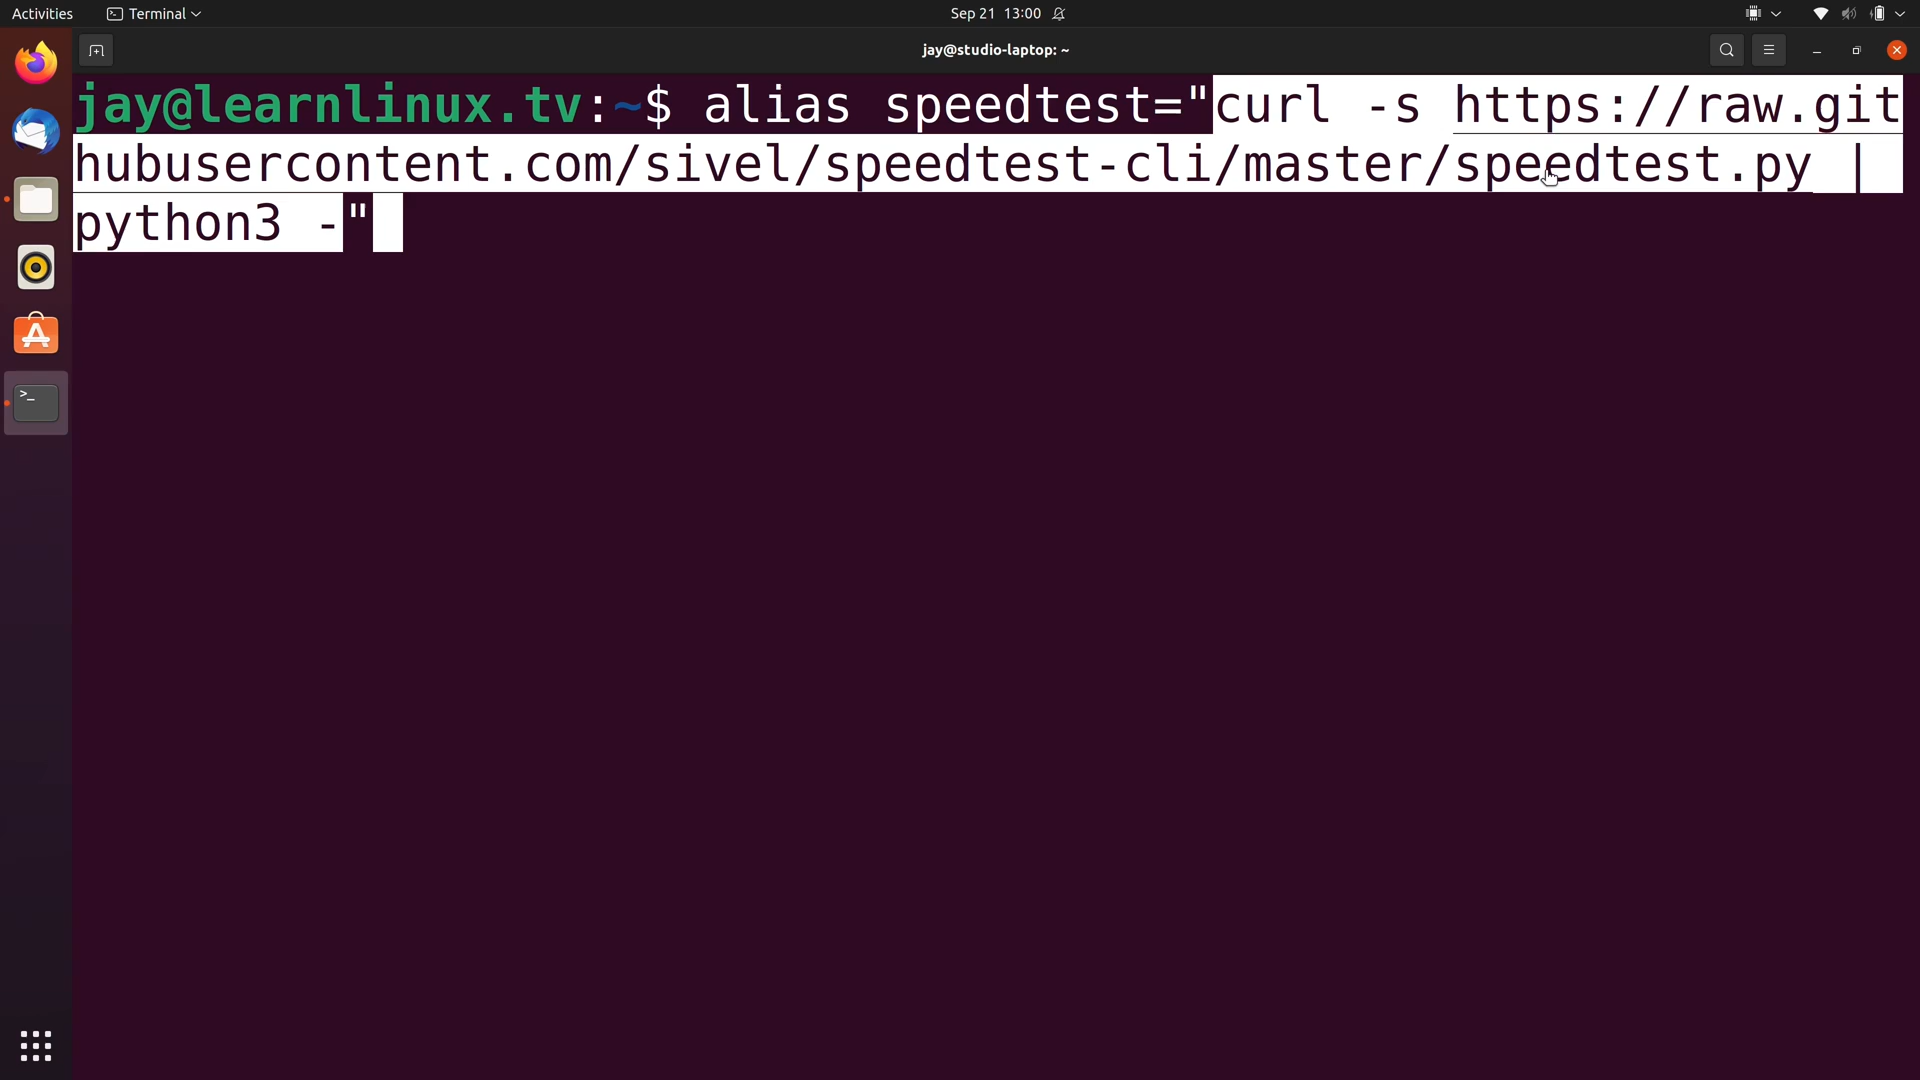 Activities Terminal Sep 21 13:00
jay@studio-laptop: ~
jay@learnlinux.tv:~$ alias speedtest="curl -s https://raw.git
hubusercontent.com/sivel/speedtest-cli/master/speedtest.py |
python3 -"